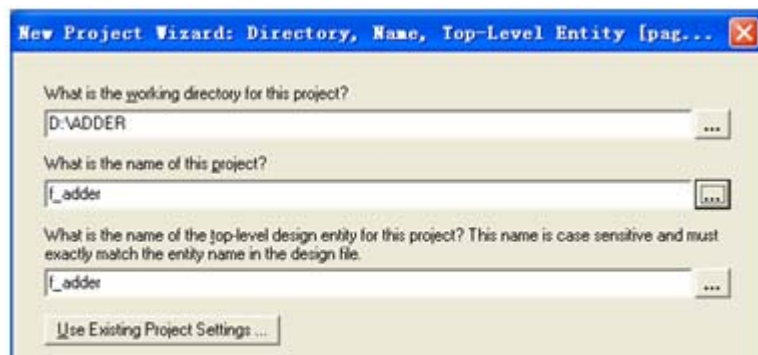 New Project Wizard: Directory, Name, Top-Level Entity [pag...
What is the working directory for this project?
D:\ADDER
...
What is the name of this project?
f_adder
...
What is the name of the top-level design entity for this project? This name is case sensitive and must
exactly match the entity name in the design file.
f_adder
...
Use Existing Project Settings ...